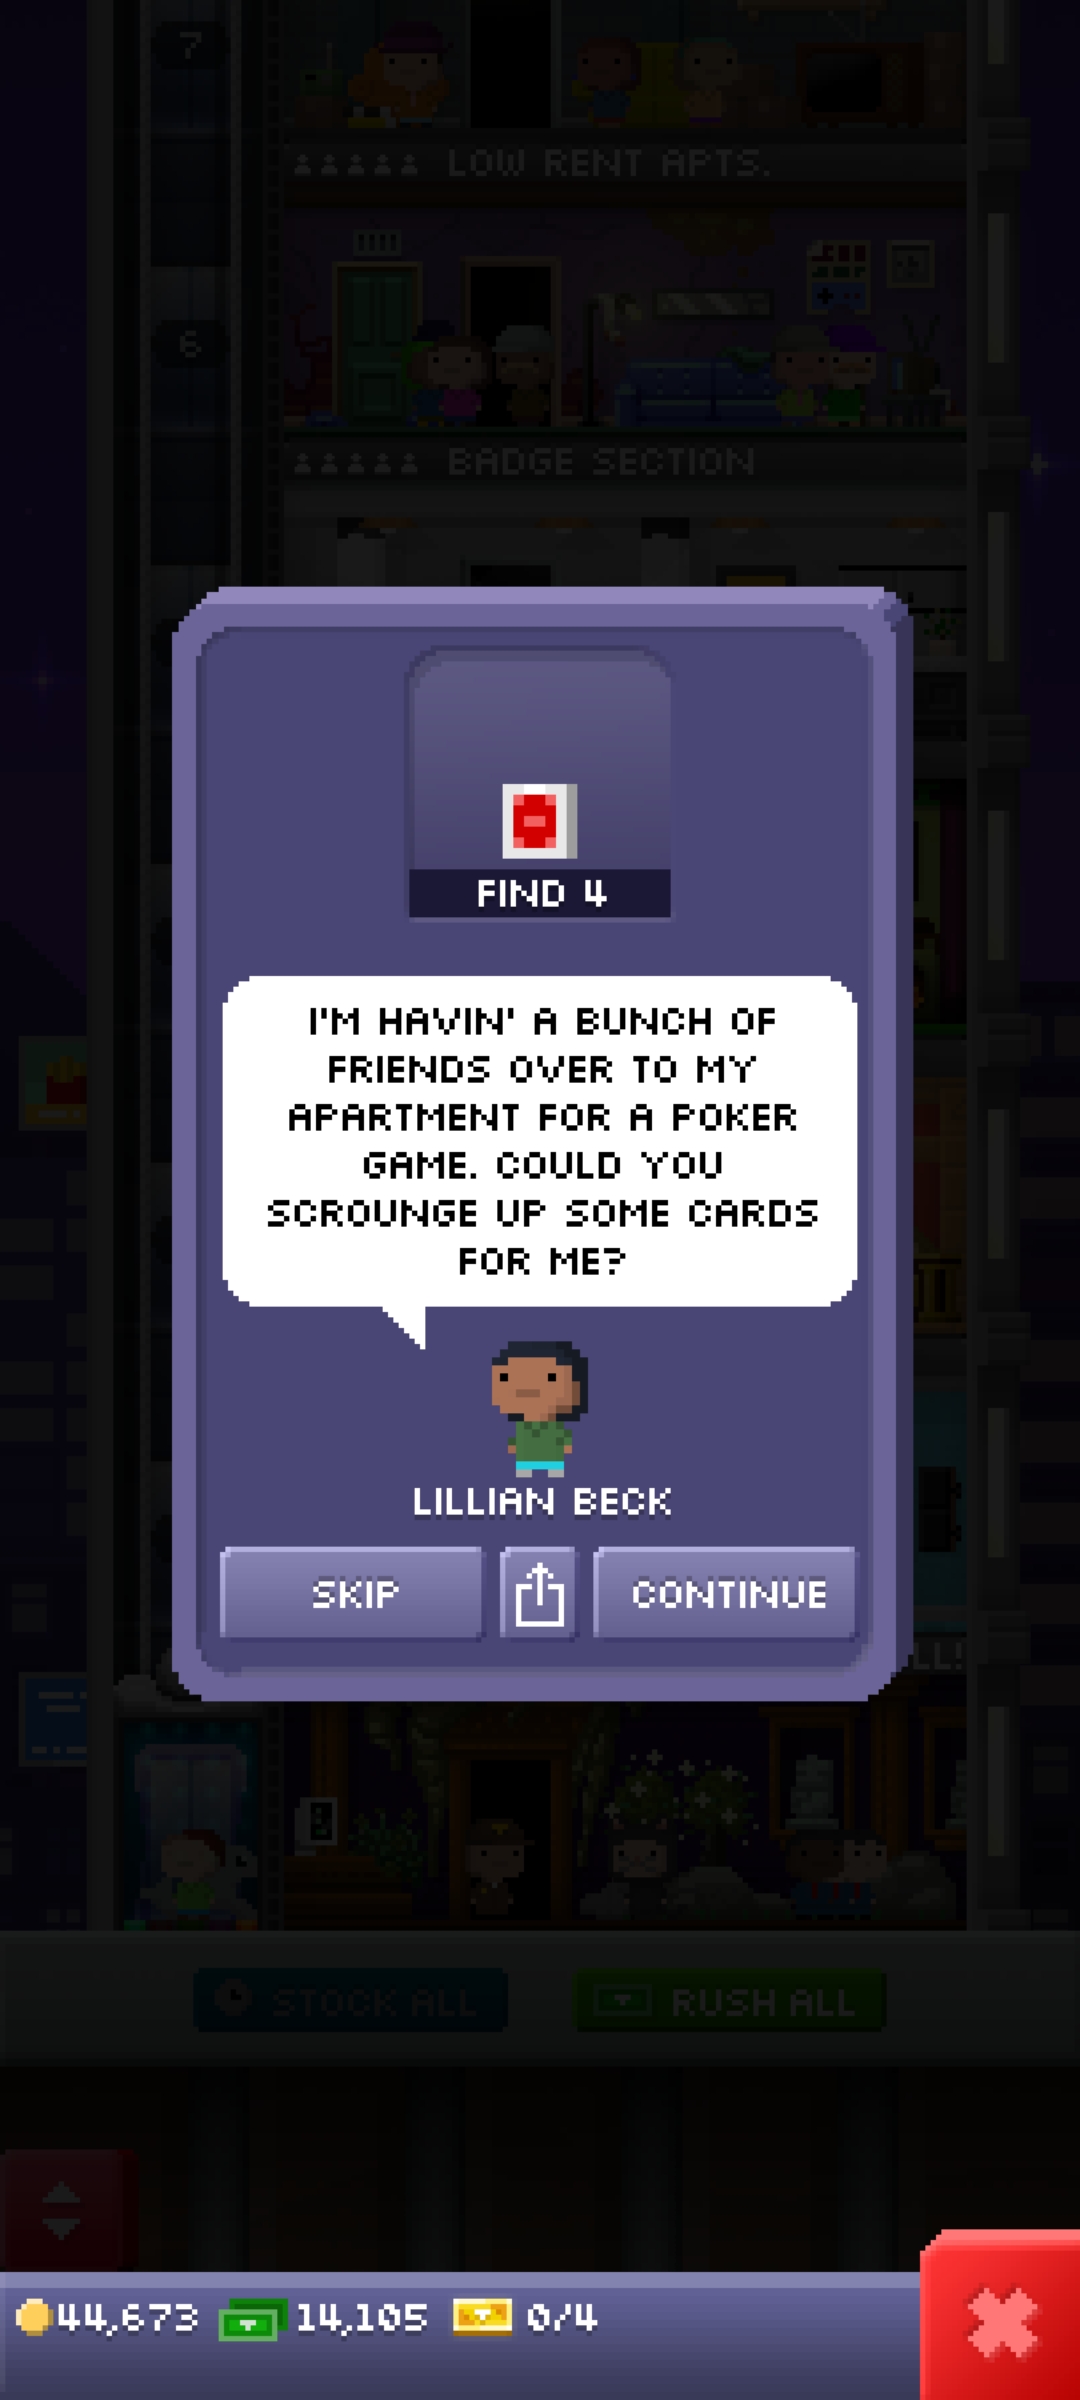 7
LOW RENT APTS.
6
BADGE SECTION
FIND 4
I'M HAVIN' A BUNCH OF
FRIENDS OVER TO MY
APARTMENT FOR A POKER
GAME. COULD YOU
SCROUNGE UP SOME CARDS
FOR ME?
LILLIAN BECK
SKIP
CONTINUE
LL!
STOCK ALL
RUSH ALL
44,673
14,105
0/4